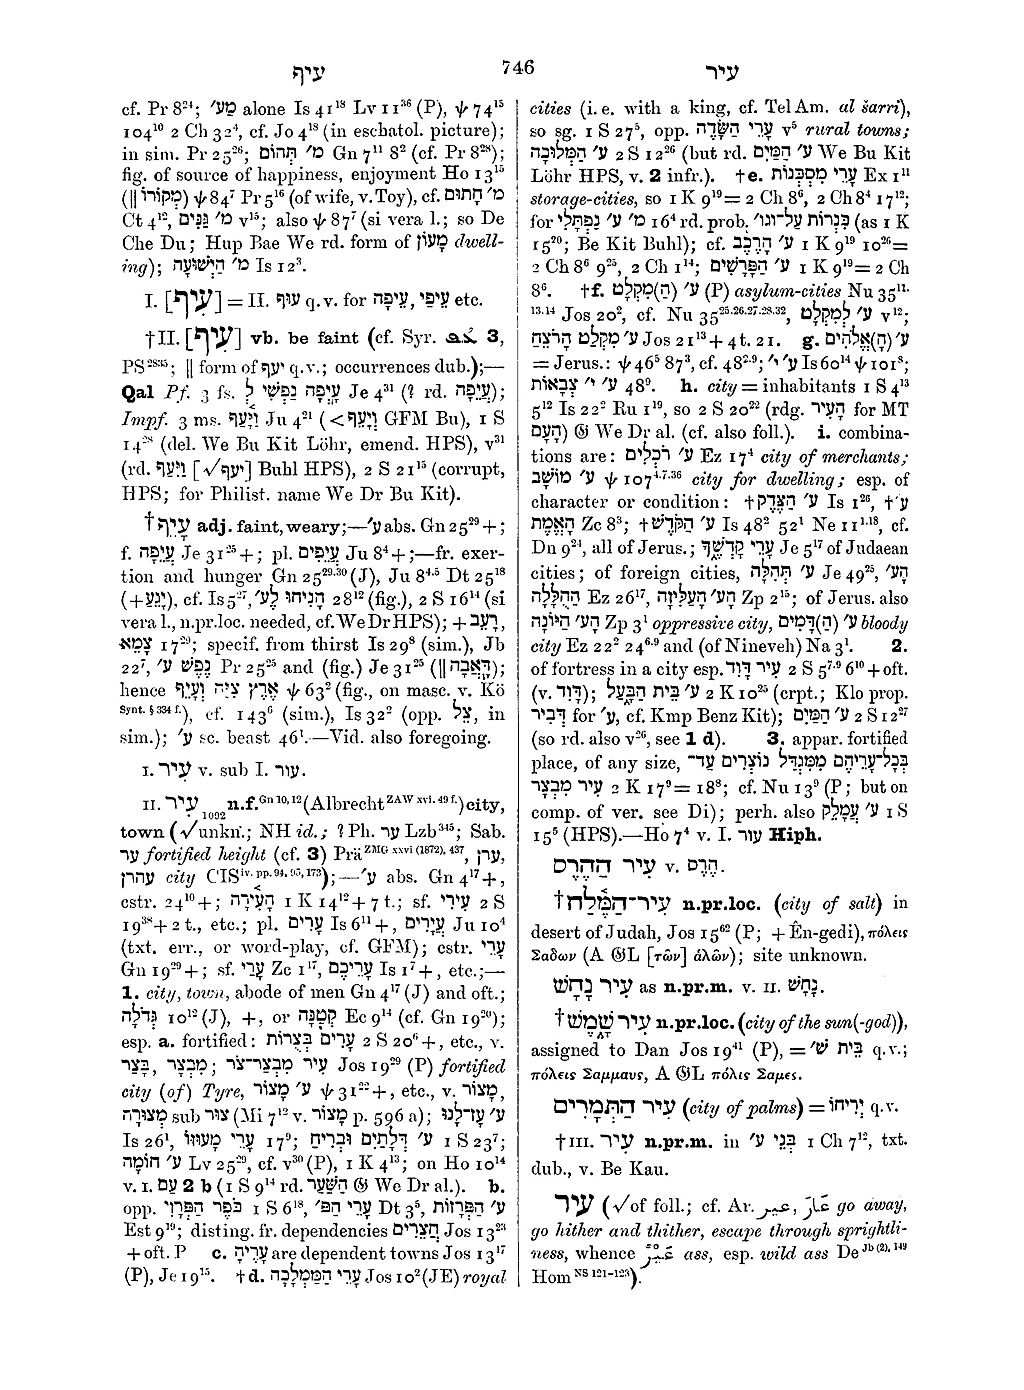 עיף 746 עיר
cf. Pr 8²⁴; מַע׳ alone Is 41¹⁸ Lv 11³⁶ (P), ψ 74¹⁵
104¹⁰ 2 Ch 32⁴, cf. Jo 4¹⁸ (in eschatol. picture);
in sim. Pr 25²⁶; מ׳ תְּהוֹם Gn 7¹¹ 8² (cf. Pr 8²⁸);
fig. of source of happiness, enjoyment Ho 13¹⁵
(‖ מְקוֹרוֹ) ψ 84⁷ Pr 5¹⁶ (of wife, v. Toy), cf. מ׳ חָתוּם
Ct 4¹², מ׳ גַּנִּים v¹⁵; also ψ 87⁷ (si vera l.; so De
Che Du; Hup Bae We rd. form of מָעוֹן dwell-
ing); מ׳ הַיְשׁוּעָה Is 12³.
I. [עִיף] = II. עוּף q.v. for עֵיפָה, עֵיפַי etc.
†II. [עִיף] vb. be faint (cf. Syr. 3,
PS²⁸³⁵; ‖ form of יעף q.v.; occurrences dub.);—
Qal Pf. 3 fs. עָיְפָה נַפְשִׁי לְ Je 4³¹ (? rd. עֲיֵפָה);
Impf. 3 ms. וַיָּ֫עַף Ju 4²¹ (< וַיָּעַף GFM Bu), 1 S
14²⁸ (del. We Bu Kit Löhr, emend. HPS), v³¹
(rd. וַיִּעַף [√יעף] Buhl HPS), 2 S 21¹⁵ (corrupt,
HPS; for Philist. name We Dr Bu Kit).
†עָיֵף adj. faint, weary;—ע׳ abs. Gn 25²⁹ +;
f. עֲיֵפָה Je 31²⁵ +; pl. עֲיֵפִים Ju 8⁴ +;—fr. exer-
tion and hunger Gn 25²⁹·³⁰ (J), Ju 8⁴·⁵ Dt 25¹⁸
(+ יָגֵעַ), cf. Is 5²⁷, הָנִיחוּ לֶע׳ 28¹² (fig.), 2 S 16¹⁴ (si
vera l., n.pr.loc. needed, cf. We Dr HPS); + רָעֵב,
צָמֵא 17²⁹; specif. from thirst Is 29⁸ (sim.), Jb
22⁷, נֶפֶשׁ ע׳ Pr 25²⁵ and (fig.) Je 31²⁵ (‖ דָּאֲבָה);
hence אֶרֶץ צִיָּה וְעָיֵף ψ 63² (fig., on masc. v. Kö
Synt. § 334 f.), cf. 143⁶ (sim.), Is 32² (opp. צֵל, in
sim.); ע׳ sc. beast 46¹.—Vid. also foregoing.
I. עִיר v. sub I. עור.
II. עִיר₁₀₉₂ n.f.Gn 10, 12 (Albrecht ZAW xvi. 49 f.) city,
town (√ unkn.; NH id.; ? Ph. ער Lzb³⁴⁵; Sab.
ער fortified height (cf. 3) Prä ZMG xxvi (1872), 437, ערן,
עהרן city CIS iv. pp. 94, 95, 173);—ע׳ abs. Gn 4¹⁷ +,
cstr. 24¹⁰ +; הָעִ֫ירָה 1 K 14¹² + 7 t.; sf. עִירִי 2 S
19³⁸ + 2 t., etc.; pl. עָרִים Is 6¹¹ +, עֲיָרִים Ju 10⁴
(txt. err., or word-play, cf. GFM); cstr. עָרֵי
Gn 19²⁹ +; sf. עָרַי Zc 1¹⁷, עָרֵיכֶם Is 1⁷ +, etc.;—
1. city, town, abode of men Gn 4¹⁷ (J) and oft.;
גְּדֹלָה 10¹² (J), +, or קְטַנָּה Ec 9¹⁴ (cf. Gn 19²⁰);
esp. a. fortified: עָרִים בְּצֻרוֹת 2 S 20⁶ +, etc., v.
בָּצַר, מִבְצָר; עִיר מִבְצַר־צֹר Jos 19²⁹ (P) fortified
city (of) Tyre, ע׳ מָצוֹר ψ 31²² +, etc., v. מָצוֹר,
מְצוּרָה sub צור (Mi 7¹² v. מָצוֹר p. 596 a); ע׳ עָז־לָנוּ
Is 26¹, עָרֵי מָעוּזּוֹ 17⁹; ע׳ דְּלָתַיִם וּבְרִיחַ 1 S 23⁷;
ע׳ חוֹמָה Lv 25²⁹, cf. v³⁰ (P), 1 K 4¹³; on Ho 10¹⁴
v. I. עַם 2 b (1 S 9¹⁴ rd. הַשַּׁעַר 𝔊 We Dr al.). b.
opp. כֹּפֶר הַפְּרָזִי 1 S 6¹⁸, עָרֵי הַפּ׳ Dt 3⁵, ע׳ הַפְּרָזוֹת
Est 9¹⁹; disting. fr. dependencies חֲצֵרִים Jos 13²³
+ oft. P c. עָרֶיהָ are dependent towns Jos 13¹⁷
(P), Je 19¹⁵. †d. עָרֵי הַמַּמְלָכָה Jos 10² (JE) royal
cities (i.e. with a king, cf. Tel Am. al šarri),
so sg. 1 S 27⁵, opp. עָרֵי הַשָּׂדֶה v⁵ rural towns;
ע׳ הַמְּלוּכָה 2 S 12²⁶ (but rd. ע׳ הַמַּיִם We Bu Kit
Löhr HPS, v. 2 infr.). †e. עָרֵי מִסְכְּנוֹת Ex 1¹¹
storage-cities, so 1 K 9¹⁹ = 2 Ch 8⁶, 2 Ch 8⁴ 17¹²;
for מ׳ ע׳ נַפְתָּלִי 16⁴ rd. prob. כִּנְרוֹת עַל־וגו׳ (as 1 K
15²⁰; Be Kit Buhl); cf. ע׳ הָרֶכֶב 1 K 9¹⁹ 10²⁶ =
2 Ch 8⁶ 9²⁵, 2 Ch 1¹⁴; ע׳ הַפָּרָשִׁים 1 K 9¹⁹ = 2 Ch
8⁶. †f. ע׳ (הַ)מִּקְלָט (P) asylum-cities Nu 35¹¹·
¹³·¹⁴ Jos 20², cf. Nu 35²⁵·²⁶·²⁷·²⁸·³², ע׳ לְמִקְלָט v¹²;
ע׳ מִקְלַט הָרֹצֵחַ Jos 21¹³ + 4 t. 21. g. ע׳ (הָ)אֱלֹהִים
= Jerus.: ψ 46⁵ 87³, cf. 48²·⁹; ע׳ י׳ Is 60¹⁴ ψ 101⁸;
ע׳ י׳ צְבָאוֹת 48⁹. h. city = inhabitants 1 S 4¹³
5¹² Is 22² Ru 1¹⁹, so 2 S 20²² (rdg. הָעִיר for MT
הָעָם) 𝔊 We Dr al. (cf. also foll.). i. combina-
tions are: ע׳ רֹכְלִים Ez 17⁴ city of merchants;
ע׳ מוֹשָׁב ψ 107⁴·⁷·³⁶ city for dwelling; esp. of
character or condition: †ע׳ הַצֶּדֶק Is 1²⁶, †ע׳
הָאֱמֶת Zc 8³; †ע׳ הַקֹּדֶשׁ Is 48² 52¹ Ne 11¹·¹⁸, cf.
Dn 9²⁴, all of Jerus.; עָרֵי קָדְשְׁךָ Je 5¹⁷ of Judaean
cities; of foreign cities, ע׳ תְּהִלָּה Je 49²⁵, הָע׳
הַהֻלָּלָה Ez 26¹⁷, הָע׳ הָעַלִּיזָה Zp 2¹⁵; of Jerus. also
הָע׳ הַיּוֹנָה Zp 3¹ oppressive city, ע׳ (הַ)דָּמִים bloody
city Ez 22² 24⁶·⁹ and (of Nineveh) Na 3¹. 2.
of fortress in a city esp. עִיר דָּוִד 2 S 5⁷·⁹ 6¹⁰ + oft.
(v. דָּוִד); ע׳ בֵּית הַבַּעַל 2 K 10²⁵ (crpt.; Klo prop.
דְּבִיר for ע׳, cf. Kmp Benz Kit); ע׳ הַמַּיִם 2 S 12²⁷
(so rd. also v²⁶, see 1 d). 3. appar. fortified
place, of any size, בְּכָל־עָרֵיהֶם מִמִּגְדַּל נוֹצְרִים עַד־
עִיר מִבְצָר 2 K 17⁹ = 18⁸; cf. Nu 13⁹ (P; but on
comp. of ver. see Di); perh. also ע׳ עֲמָלֵק 1 S
15⁵ (HPS).—Ho 7⁴ v. I. עור Hiph.
עִיר הַהֶרֶס v. הֶרֶס.
†עִיר־הַמֶּ֫לַח n.pr.loc. (city of salt) in
desert of Judah, Jos 15⁶² (P; + Ên-gedi), πόλεις
Σαδων (A 𝔊L [τῶν] ἁλῶν); site unknown.
עִיר נָחָשׁ as n.pr.m. v. II. נָחָשׁ.
†עִיר שֶׁמֶשׁ n.pr.loc. (city of the sun(-god)),
assigned to Dan Jos 19⁴¹ (P), = בֵּית שׁ׳ q.v.;
πόλεις Σαμμαυς, A 𝔊L πόλις Σαμες.
עִיר הַתְּמָרִים (city of palms) = יְרִיחוֹ q.v.
†III. עִיר n.pr.m. in בְּנֵי ע׳ 1 Ch 7¹², txt.
dub., v. Be Kau.
עיר (√ of foll.; cf. Ar. عَارَ, عير go away,
go hither and thither, escape through sprightli-
ness, whence عَيْرٌ ass, esp. wild ass De Jb (2), 149
Hom NS 121–123).